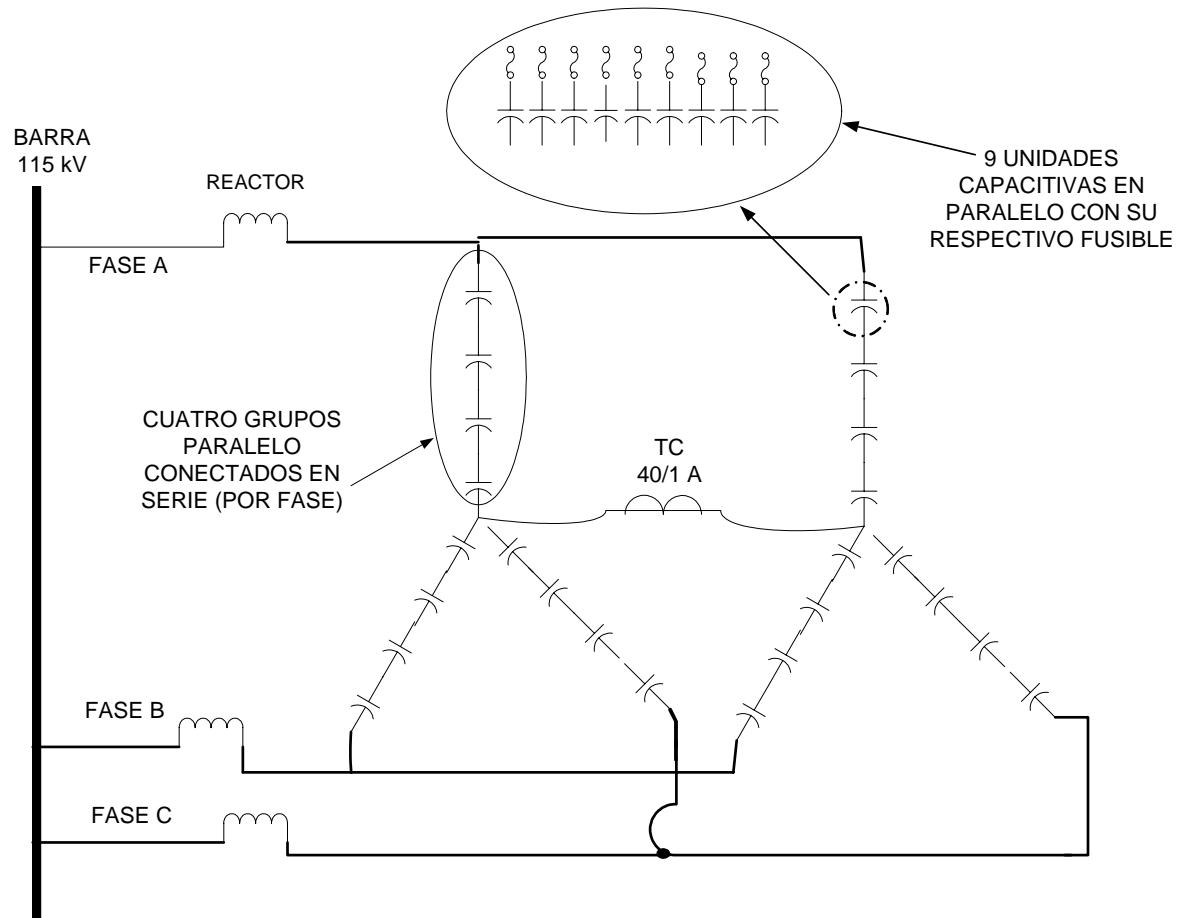 BARRA
115 kV
REACTOR
FASE A
9 UNIDADES
CAPACITIVAS EN
PARALELO CON SU
RESPECTIVO FUSIBLE
CUATRO GRUPOS
PARALELO
CONECTADOS EN
SERIE (POR FASE)
TC
40/1 A
FASE B
FASE C